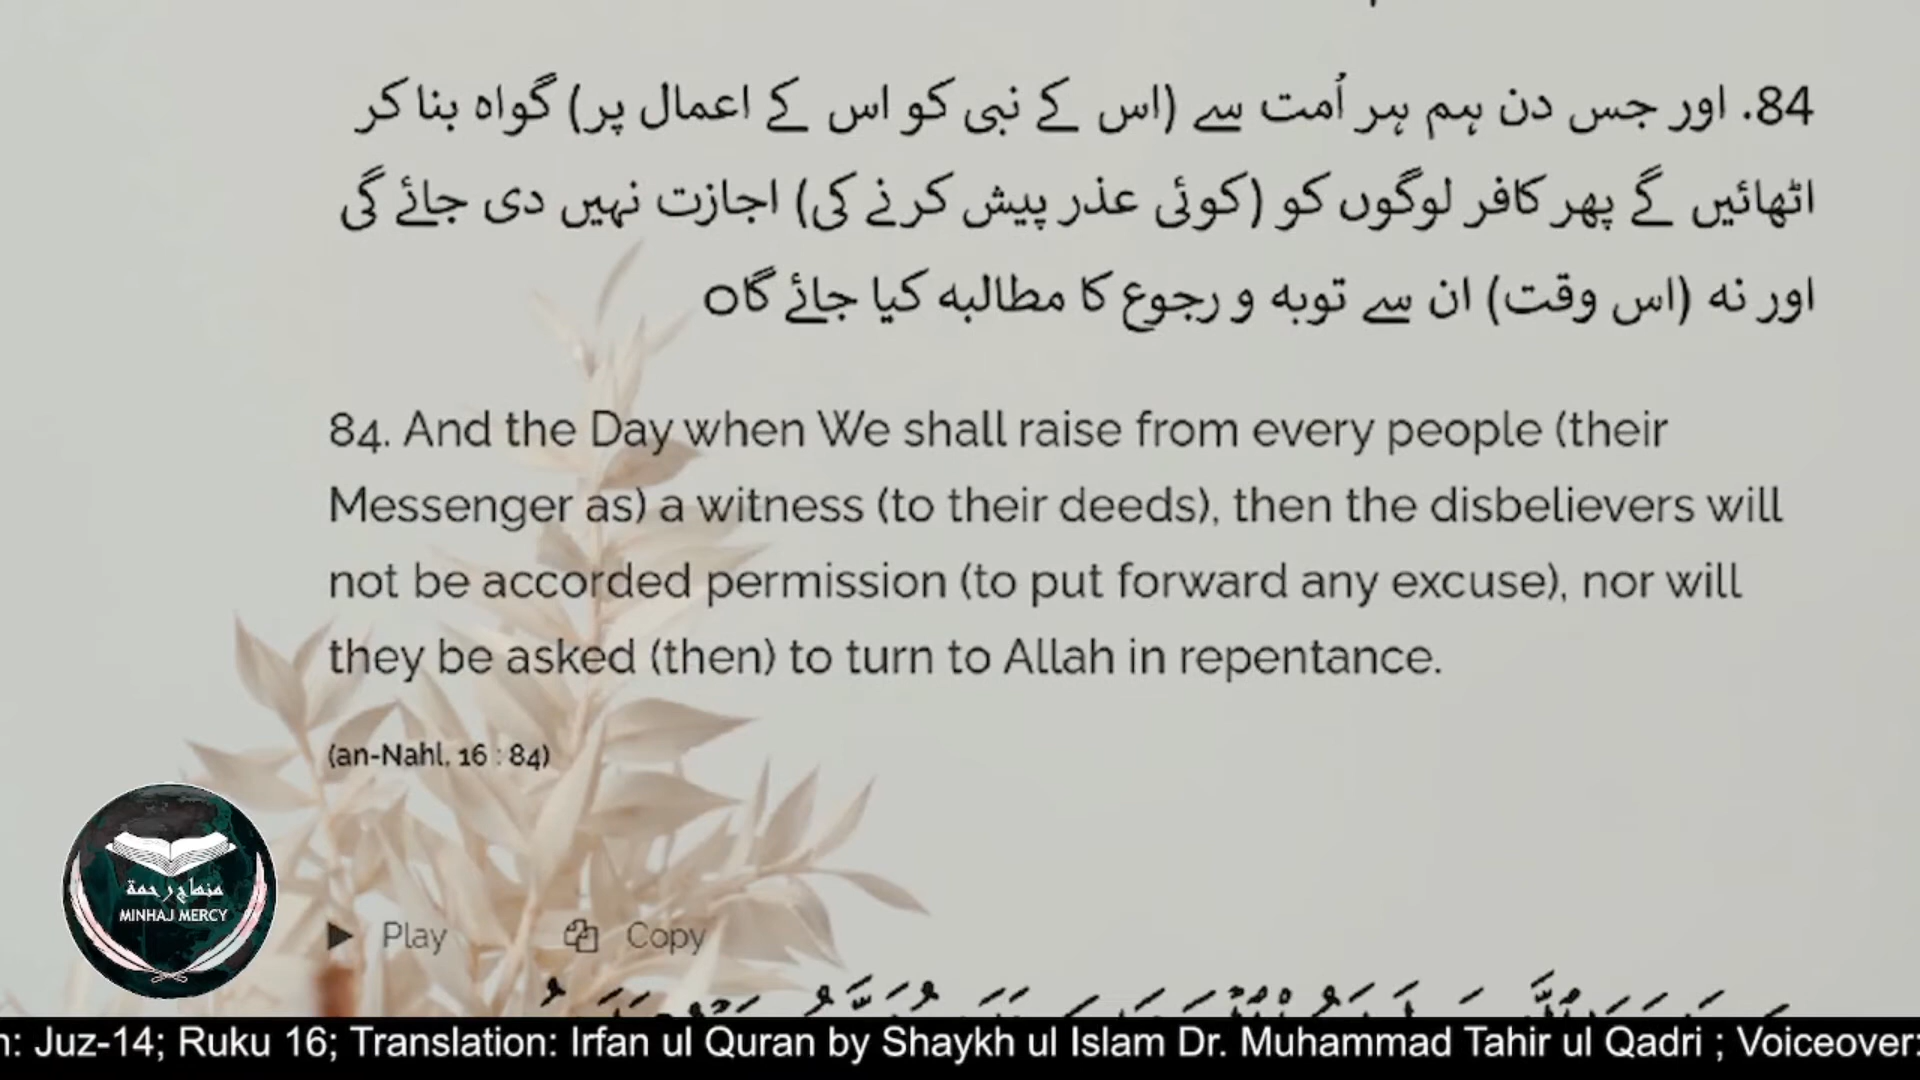 84. اور جس دن ہم ہر اُمت سے (اس کے نبی کو اس کے اعمال پر) گواہ بنا کر
اٹھائیں گے پھر کافر لوگوں کو (کوئی عذر پیش کرنے کی) اجازت نہیں دی جائے گی
اور نہ (اس وقت) ان سے توبہ و رجوع کا مطالبہ کیا جائے گاo
84. And the Day when We shall raise from every people (their
Messenger as) a witness (to their deeds), then the disbelievers will
not be accorded permission (to put forward any excuse), nor will
they be asked (then) to turn to Allah in repentance.
(an-Nahl, 16 : 84)
منهاج رحمة
MINHAJ MERCY
Play
Copy
n: Juz-14; Ruku 16; Translation: Irfan ul Quran by Shaykh ul Islam Dr. Muhammad Tahir ul Qadri ; Voiceover: